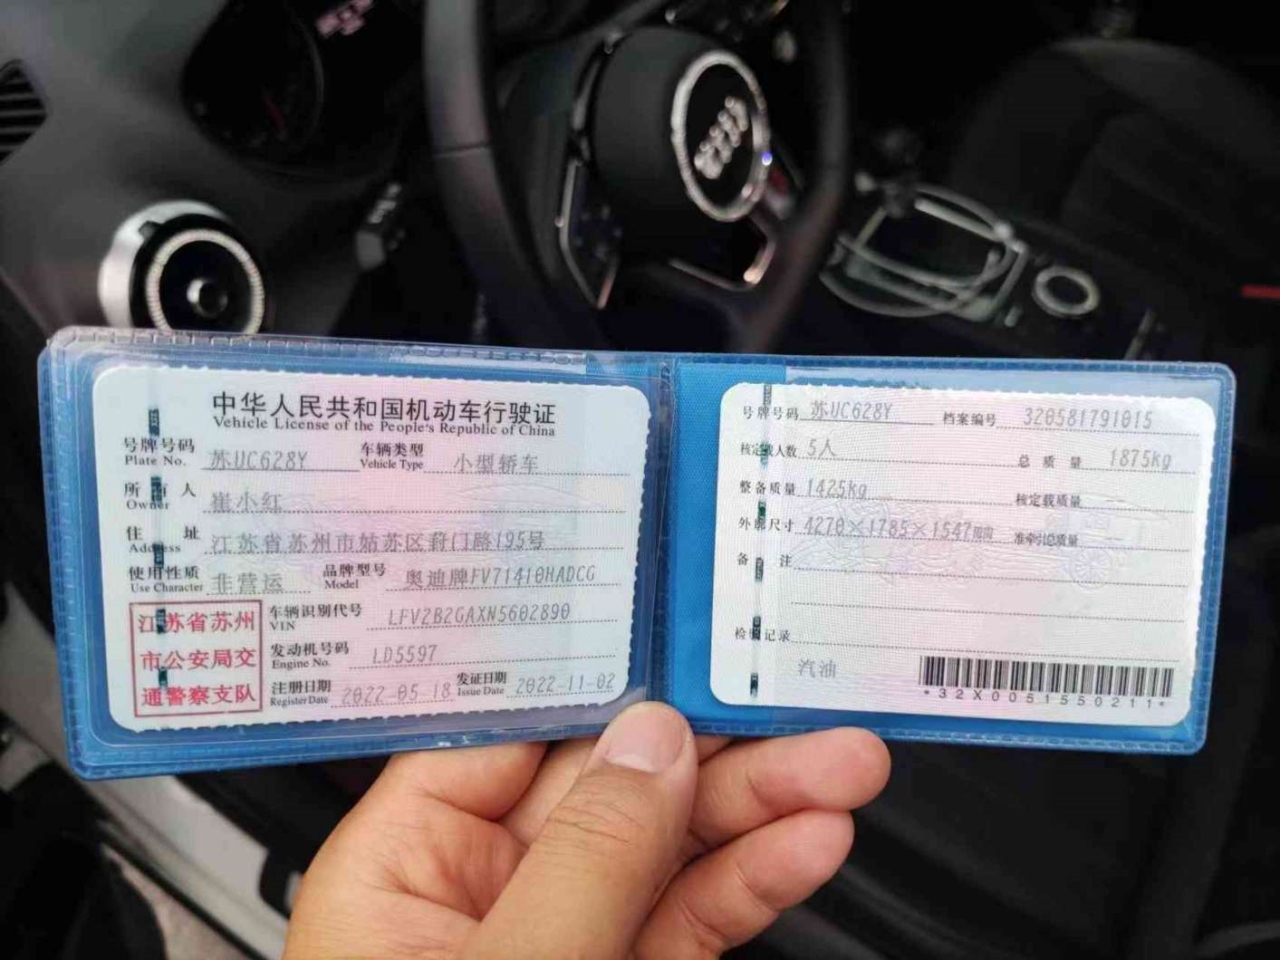 中华人民共和国机动车行驶证
Vehicle License of the People's Republic of China
号牌号码 苏UC628Y 车辆类型 小型轿车
Plate No. Vehicle Type
所有人 崔小红
Owner
住址 江苏省苏州市姑苏区葑门路195号
Address
使用性质 非营运 品牌型号 奥迪牌FV71410HADCG
Use Character Model
江苏省苏州
市公安局交
通警察支队
车辆识别代号 LFV2B2GAXN5602890
VIN
发动机号码 LD5597
Engine No.
注册日期 2022-05-18 发证日期 2022-11-02
Register Date Issue Date
号牌号码 苏UC628Y 档案编号 320581791015
核定载人数 5人 总质量 1875kg
整备质量 1425kg 核定载质量 --
外廓尺寸 4270×1785×1547mm 准牵引总质量 --
备注
检验记录
汽油
*32X0051550211*